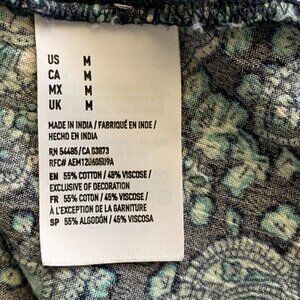 US M
CA M
MX M
UK M
MADE IN INDIA / FABRIQUÉ EN INDE /
HECHO EN INDIA
RN 54485/CA 03873
RFC# AEM120605U9A
EN 55% COTTON / 45% VISCOSE /
EXCLUSIVE OF DECORATION
FR 55% COTON / 45% VISCOSE /
À L'EXCEPTION DE LA GARNITURE
SP 55% ALGODÓN / 45% VISCOSA